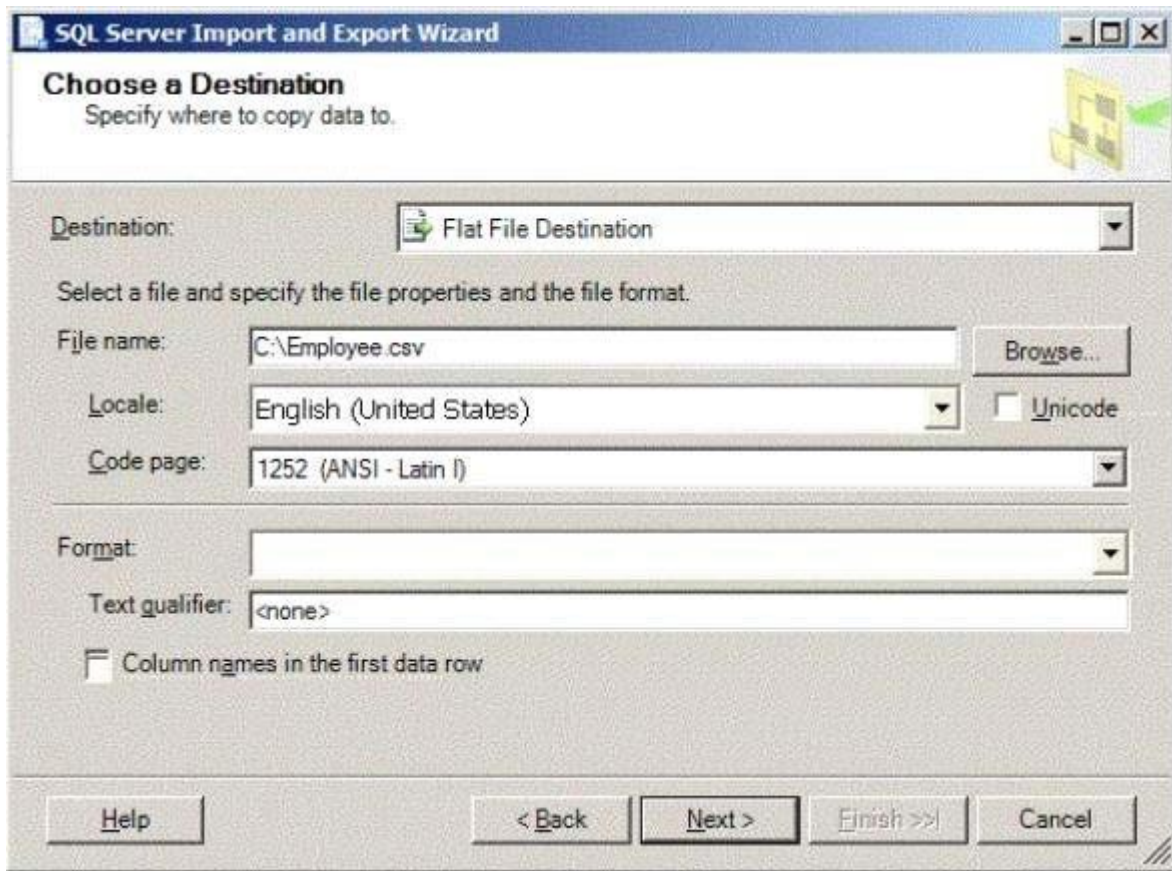 SQL Server Import and Export Wizard
Choose a Destination
Specify where to copy data to.
Destination: Flat File Destination
Select a file and specify the file properties and the file format.
File name: C:\Employee.csv Browse...
Locale: English (United States) Unicode
Code page: 1252 (ANSI - Latin I)
Format:
Text qualifier: <none>
Column names in the first data row
Help < Back Next > Finish >>| Cancel